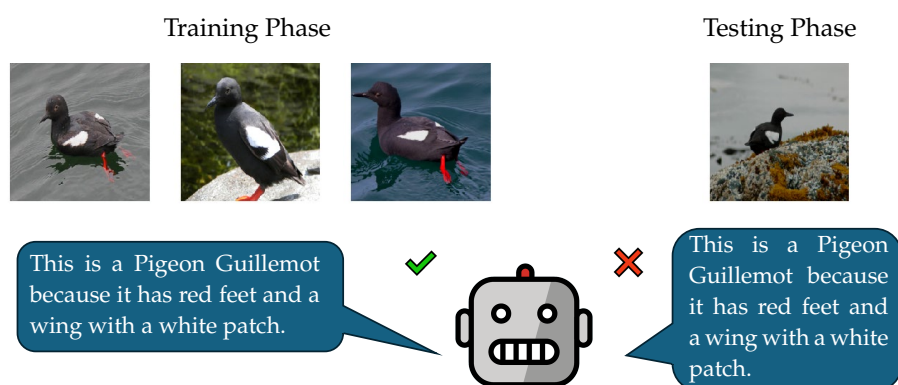 Training Phase
Testing Phase
This is a Pigeon Guillemot
because it has red feet and a
wing with a white patch.
This is a Pigeon
Guillemot because
it has red feet and
a wing with a white
patch.